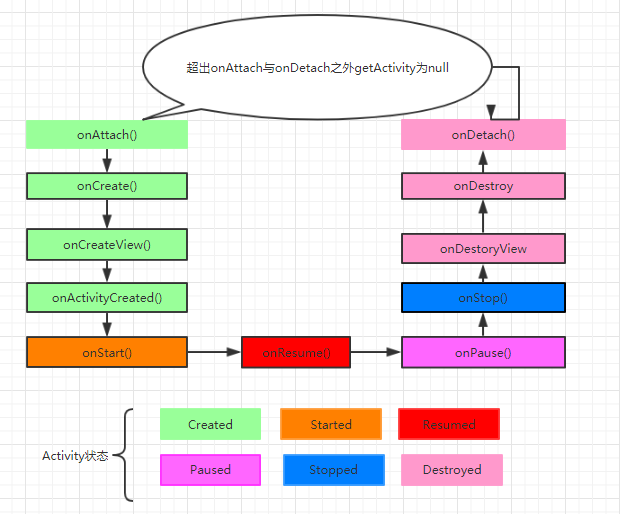 超出onAttach与onDetach之外getActivity为null
onAttach()
onCreate()
onCreateView()
onActivityCreated()
onStart()
onResume()
onPause()
onStop()
onDestoryView
onDestroy
onDetach()
Activity状态
Created
Started
Resumed
Paused
Stopped
Destroyed